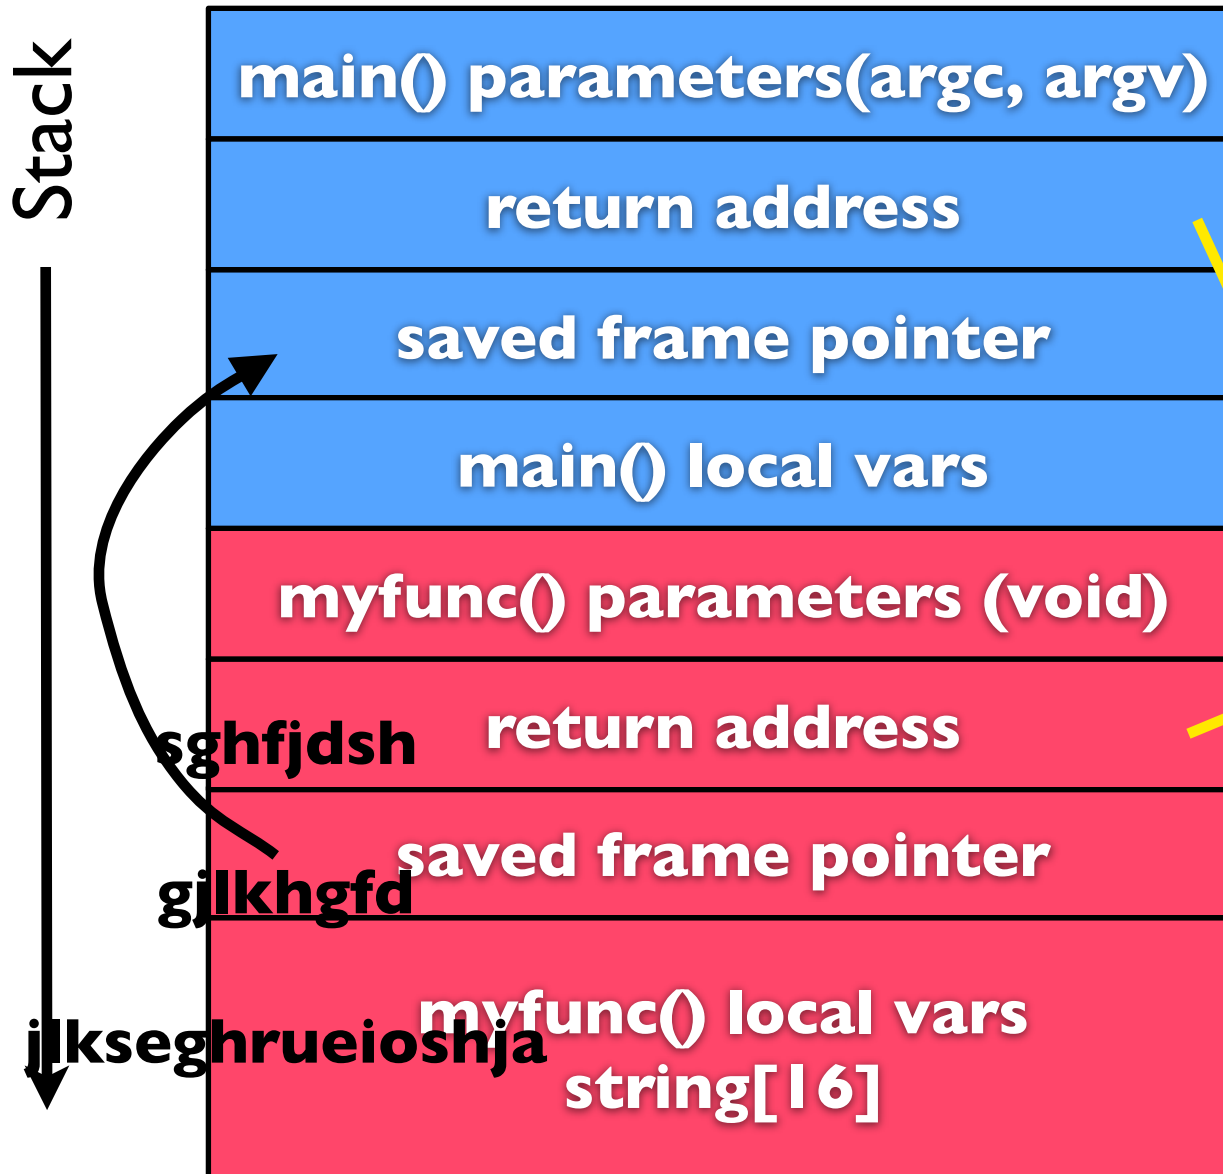 Stack
main() parameters(argc, argv)
return address
saved frame pointer
main() local vars
myfunc() parameters (void)
return address
sghfjdsh
saved frame pointer
gjlkhgfd
myfunc() local vars
jlkseghrueioshja
string[16]